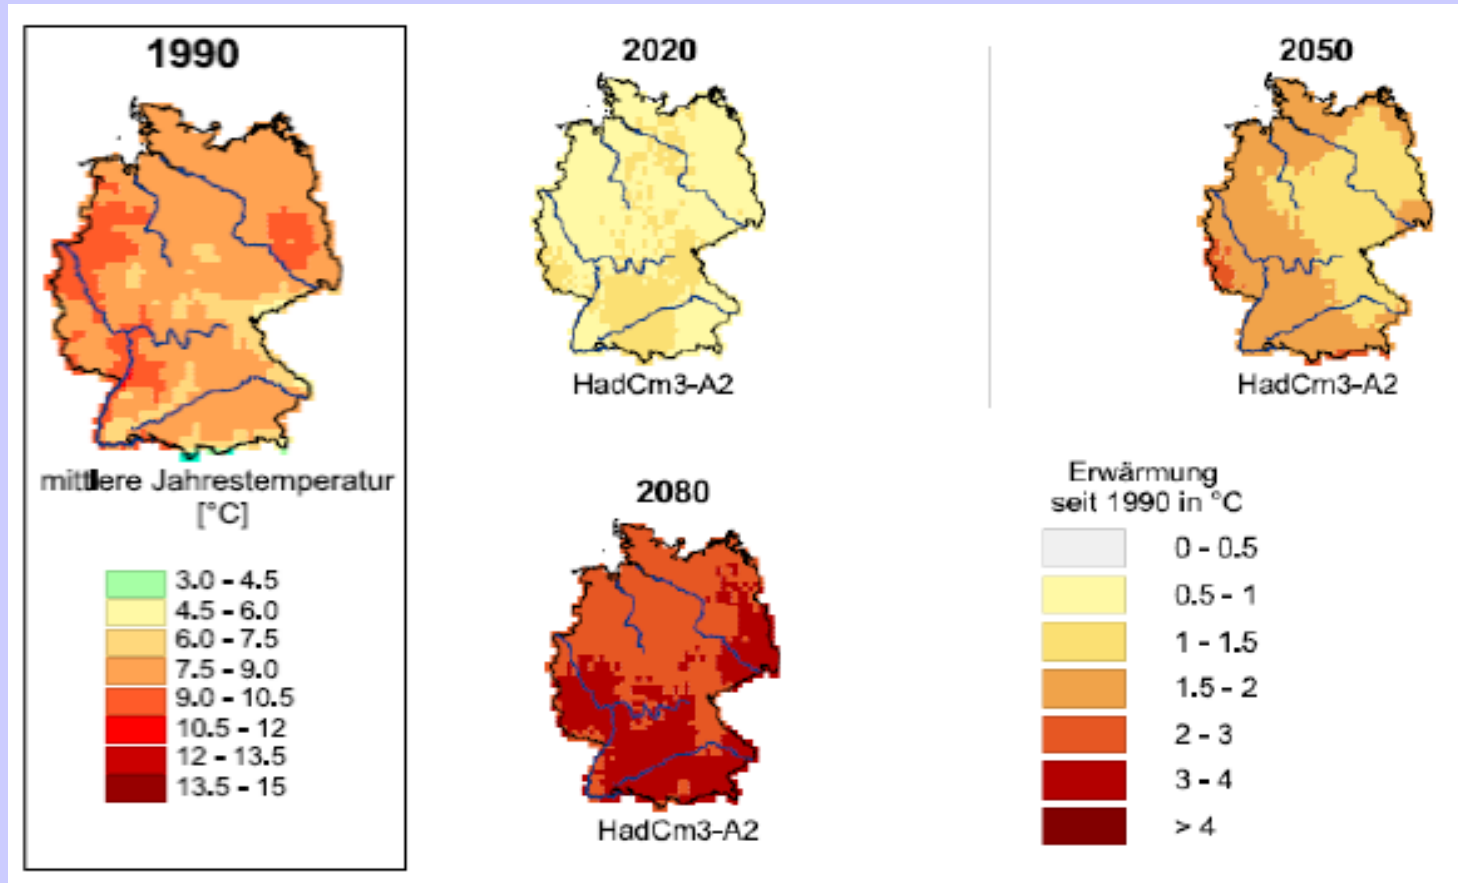 1990
mittlere Jahrestemperatur
[°C]
3.0 - 4.5
4.5 - 6.0
6.0 - 7.5
7.5 - 9.0
9.0 - 10.5
10.5 - 12
12 - 13.5
13.5 - 15
2020
HadCm3-A2
2050
HadCm3-A2
2080
HadCm3-A2
Erwärmung
seit 1990 in °C
0 - 0.5
0.5 - 1
1 - 1.5
1.5 - 2
2 - 3
3 - 4
> 4